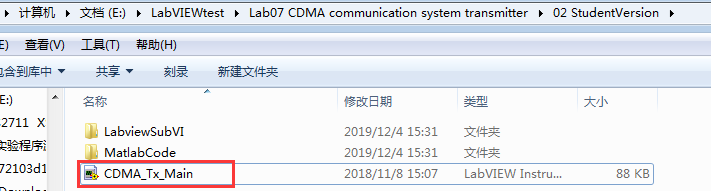 计算机 ▸ 文档 (E:) ▸ LabVIEWtest ▸ Lab07 CDMA communication system transmitter ▸ 02 StudentVersion ▸
(E) 查看(V) 工具(T) 帮助(H)
包含到库中 ▾ 共享 ▾ 刻录 新建文件夹
名称 修改日期 类型 大小
E:)
LabviewSubVI 2019/12/4 15:31 文件夹
2711 X
MatlabCode 2019/12/4 15:31 文件夹
实验程序测
72103d1
CDMA_Tx_Main 2018/11/8 15:07 LabVIEW Instru... 88 KB